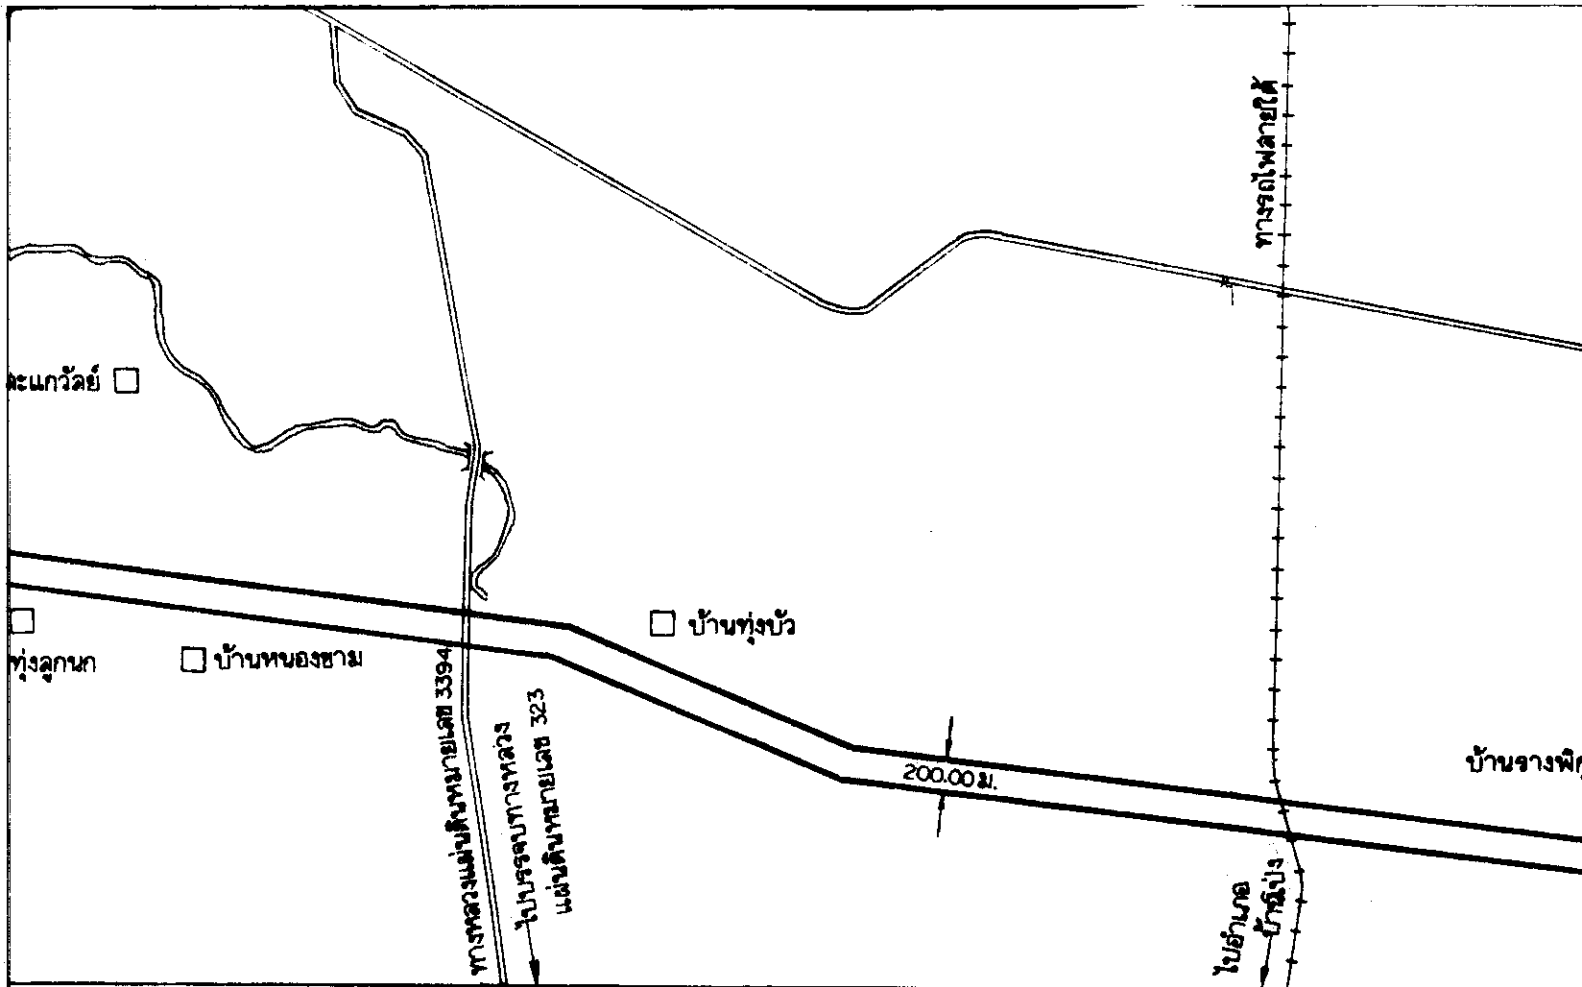 ทางรถไฟสายใต้
ตะแกวัลย์
บ้านทุ่งบัว
ทุ่งลูกนก
บ้านหนองขาม
ทางหลวงแผ่นดินหมายเลข 3394
ไปบรรจบทางหลวง
แผ่นดินหมายเลข 323
200.00 ม.
บ้านรางพิกุ
ไปอำเภอ
บ้านโป่ง